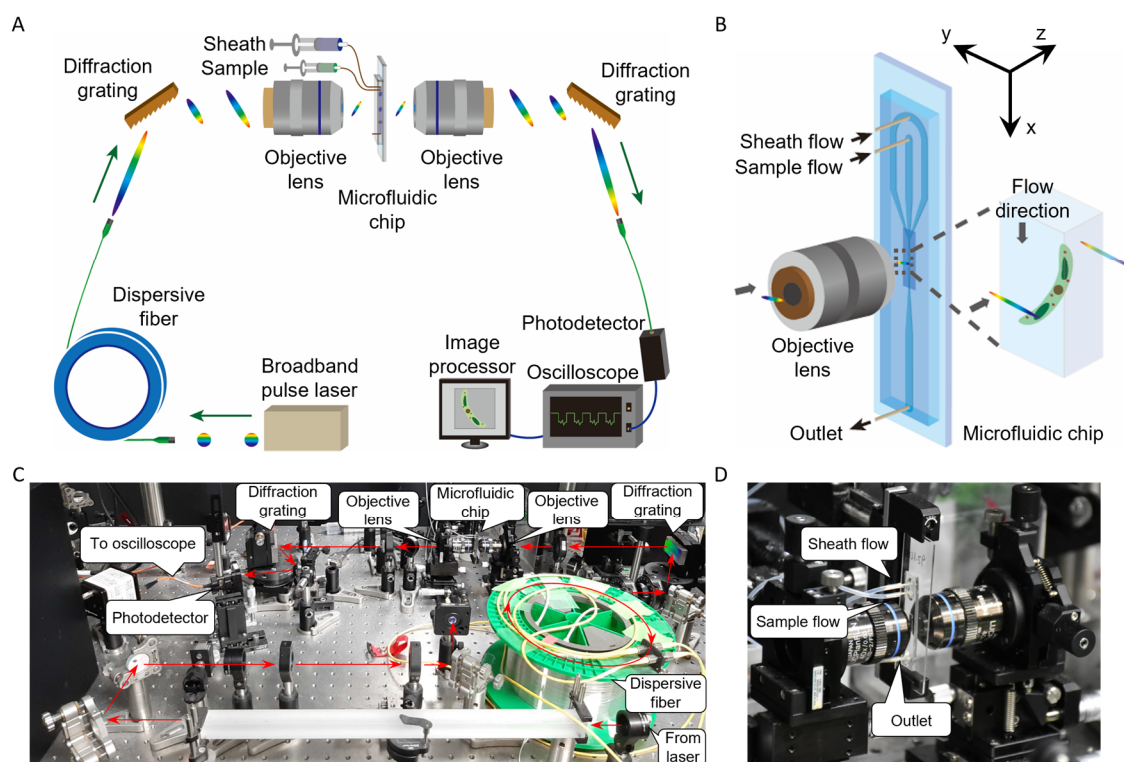 A
Sheath
Sample
Diffraction
grating
Diffraction
grating
Objective
lens
Objective
lens
Microfluidic
chip
Dispersive
fiber
Broadband
pulse laser
Image
processor
Photodetector
Oscilloscope
B
y
z
x
Sheath flow
Sample flow
Flow
direction
Objective
lens
Outlet
Microfluidic chip
C
Diffraction
grating
Objective
lens
Microfluidic
chip
Objective
lens
Diffraction
grating
To oscilloscope
Photodetector
Dispersive
fiber
From
laser
D
Sheath flow
Sample flow
Outlet